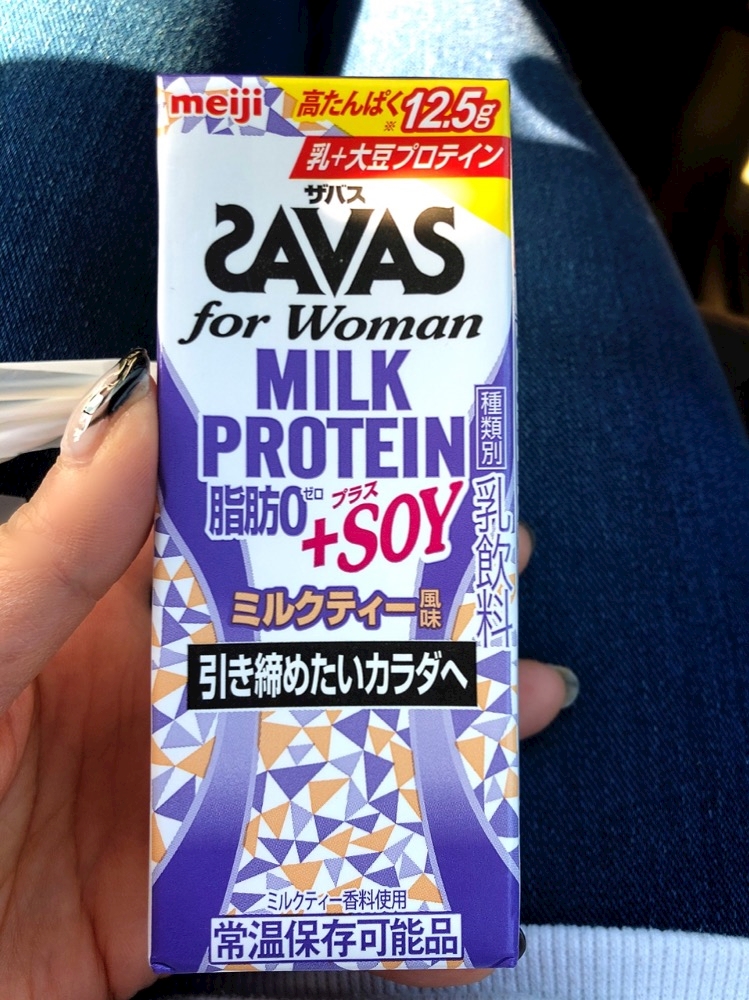 meiji
高たんぱく※12.5g
乳+大豆プロテイン
ザバス
SAVAS
for Woman
MILK
PROTEIN
脂肪0ゼロ
プラス
+SOY
種類別
乳飲料
ミルクティー風味
引き締めたいカラダへ
ミルクティー香料使用
常温保存可能品